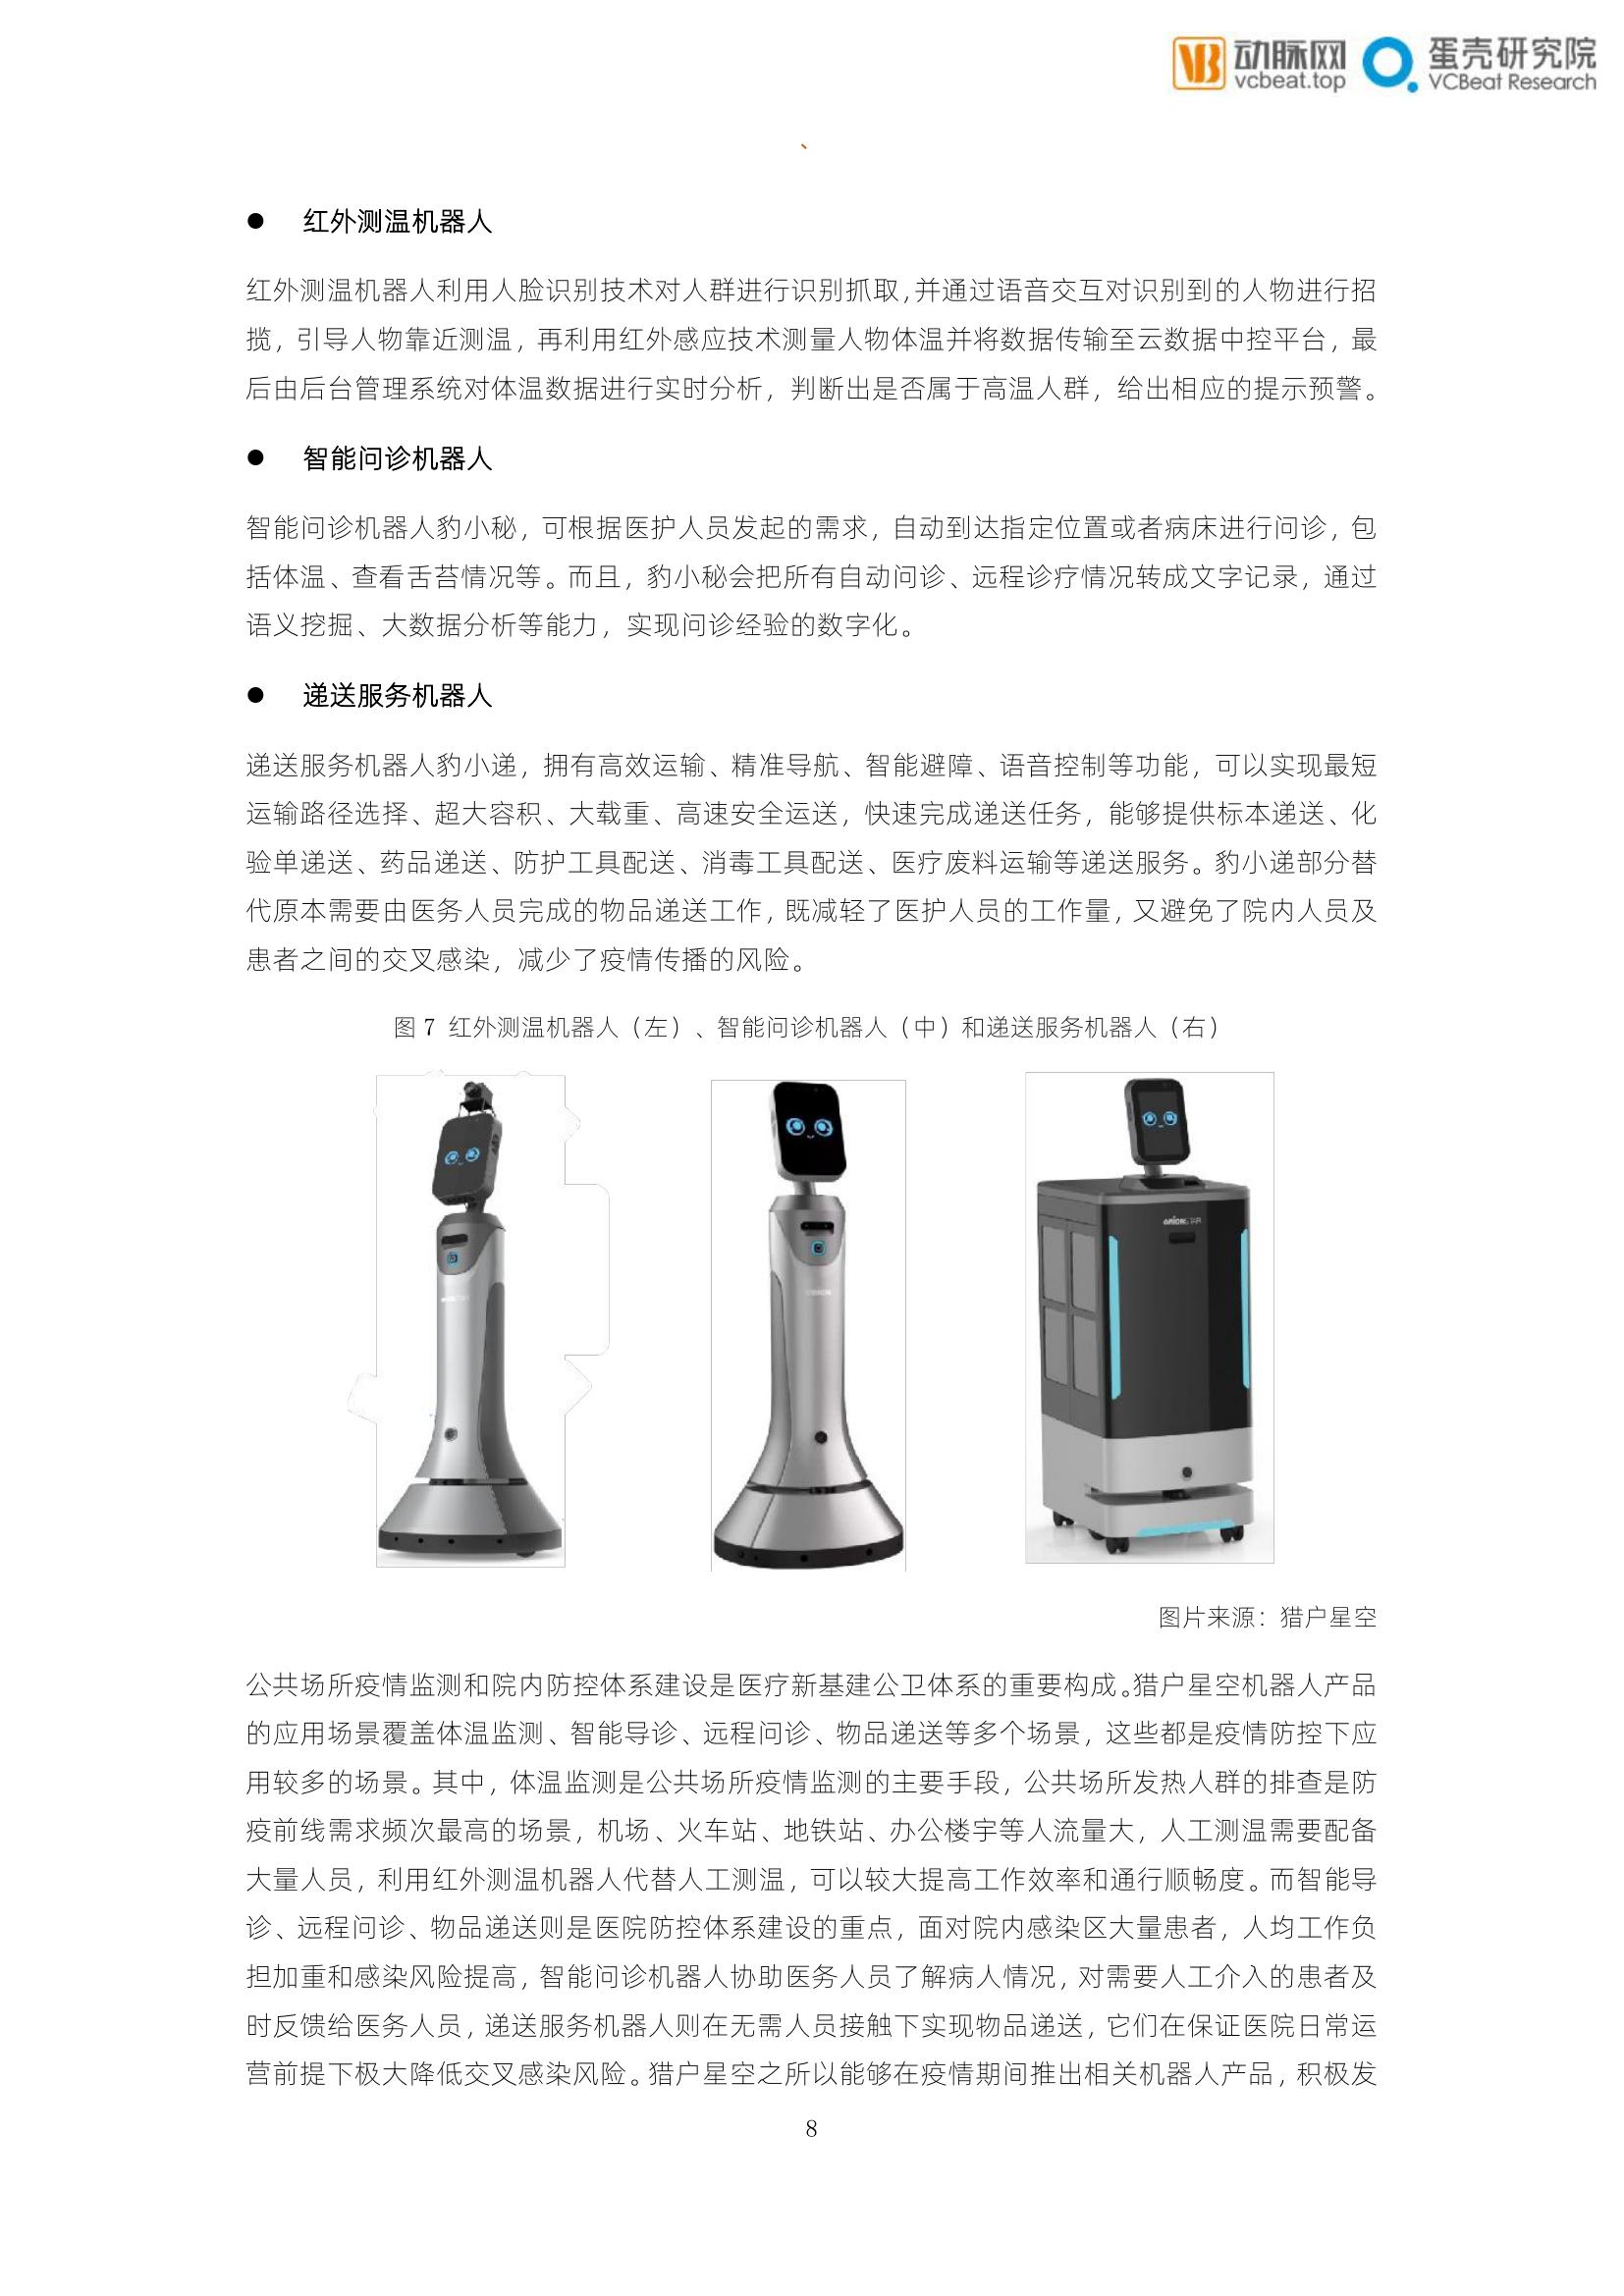 动脉网
vcbeat.top
蛋壳研究院
VCBeat Research
、
● 红外测温机器人
红外测温机器人利用人脸识别技术对人群进行识别抓取,并通过语音交互对识别到的人物进行招
揽，引导人物靠近测温，再利用红外感应技术测量人物体温并将数据传输至云数据中控平台，最
后由后台管理系统对体温数据进行实时分析，判断出是否属于高温人群，给出相应的提示预警。
● 智能问诊机器人
智能问诊机器人豹小秘，可根据医护人员发起的需求，自动到达指定位置或者病床进行问诊，包
括体温、查看舌苔情况等。而且，豹小秘会把所有自动问诊、远程诊疗情况转成文字记录，通过
语义挖掘、大数据分析等能力，实现问诊经验的数字化。
● 递送服务机器人
递送服务机器人豹小递，拥有高效运输、精准导航、智能避障、语音控制等功能，可以实现最短
运输路径选择、超大容积、大载重、高速安全运送，快速完成递送任务，能够提供标本递送、化
验单递送、药品递送、防护工具配送、消毒工具配送、医疗废料运输等递送服务。豹小递部分替
代原本需要由医务人员完成的物品递送工作，既减轻了医护人员的工作量，又避免了院内人员及
患者之间的交叉感染，减少了疫情传播的风险。
图 7 红外测温机器人（左）、智能问诊机器人（中）和递送服务机器人（右）
图片来源：猎户星空
公共场所疫情监测和院内防控体系建设是医疗新基建公卫体系的重要构成。猎户星空机器人产品
的应用场景覆盖体温监测、智能导诊、远程问诊、物品递送等多个场景，这些都是疫情防控下应
用较多的场景。其中，体温监测是公共场所疫情监测的主要手段，公共场所发热人群的排查是防
疫前线需求频次最高的场景，机场、火车站、地铁站、办公楼宇等人流量大，人工测温需要配备
大量人员，利用红外测温机器人代替人工测温，可以较大提高工作效率和通行顺畅度。而智能导
诊、远程问诊、物品递送则是医院防控体系建设的重点，面对院内感染区大量患者，人均工作负
担加重和感染风险提高，智能问诊机器人协助医务人员了解病人情况，对需要人工介入的患者及
时反馈给医务人员，递送服务机器人则在无需人员接触下实现物品递送，它们在保证医院日常运
营前提下极大降低交叉感染风险。猎户星空之所以能够在疫情期间推出相关机器人产品，积极发
8